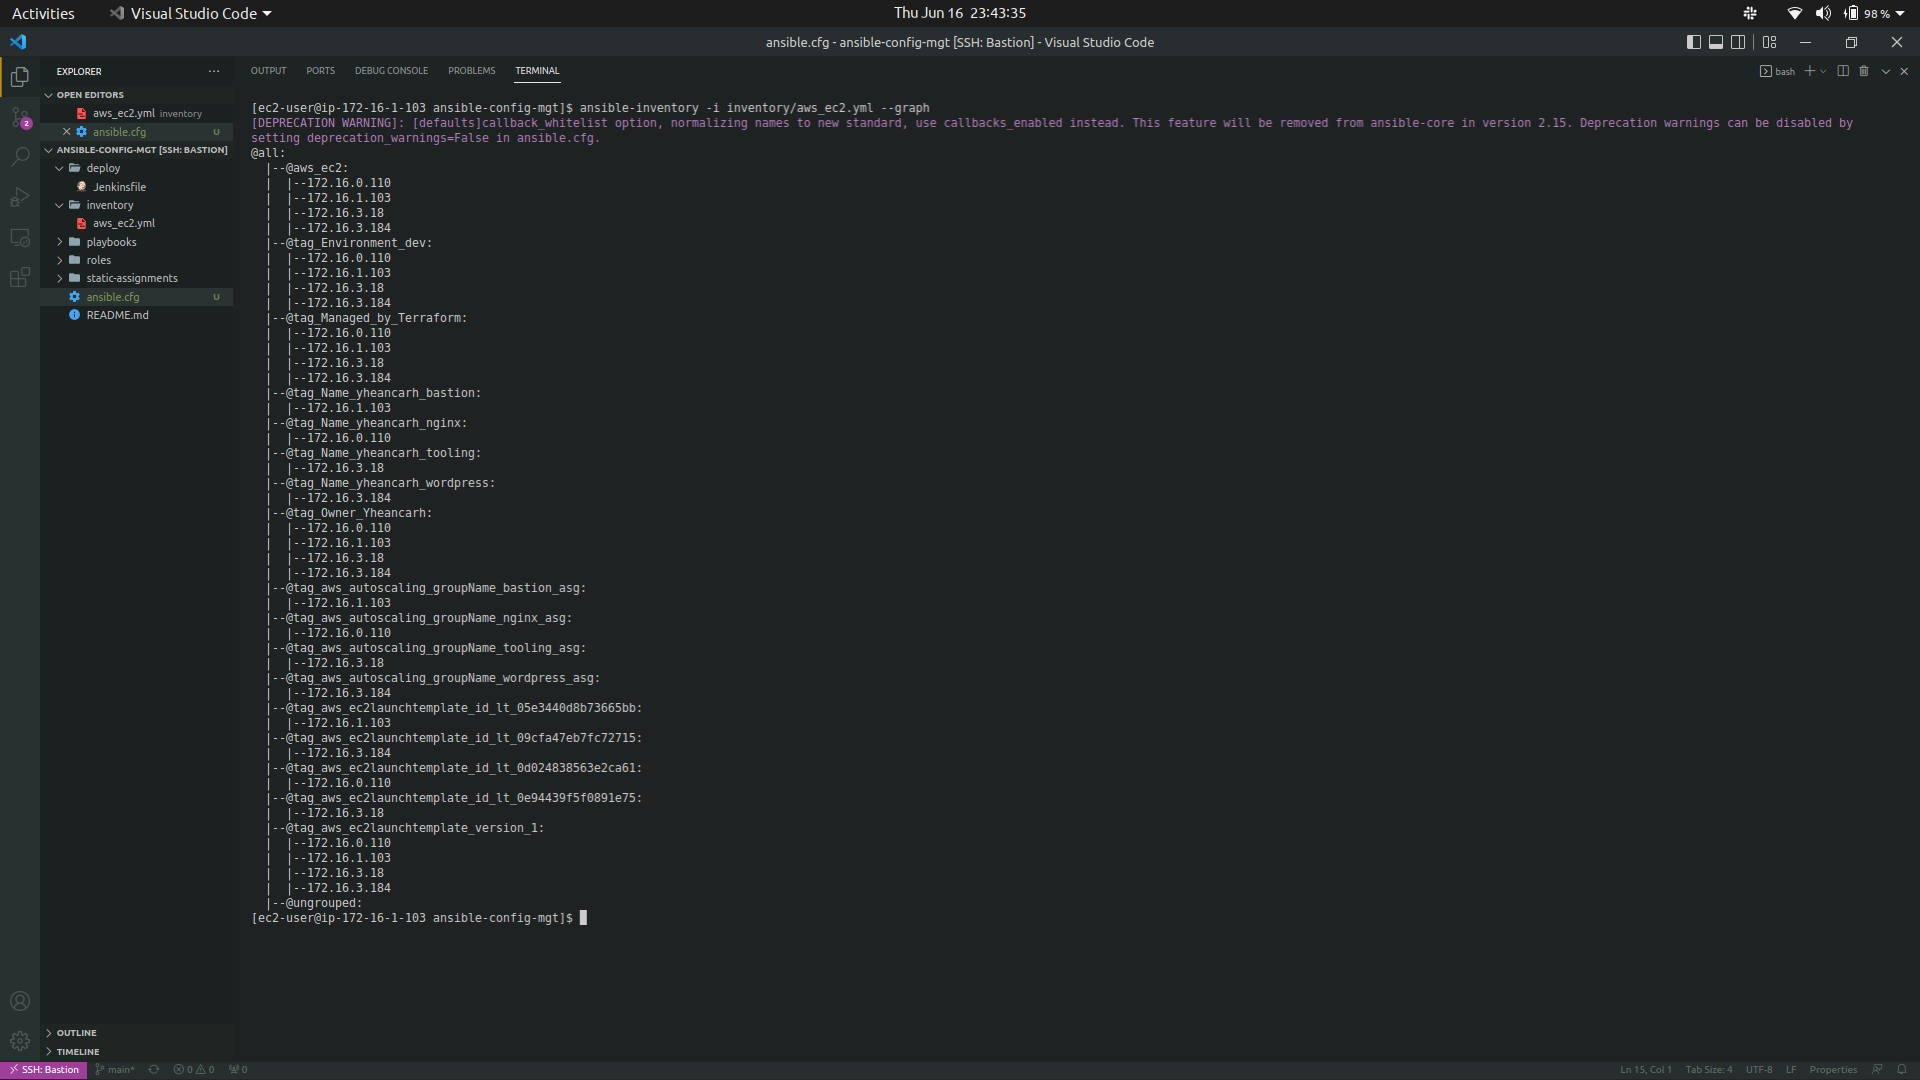 Activities
Visual Studio Code
Thu Jun 16 23:43:35
98 %
ansible.cfg - ansible-config-mgt [SSH: Bastion] - Visual Studio Code
EXPLORER
OUTPUT PORTS DEBUG CONSOLE PROBLEMS TERMINAL
bash
OPEN EDITORS
aws_ec2.yml inventory
ansible.cfg U
ANSIBLE-CONFIG-MGT [SSH: BASTION]
deploy
Jenkinsfile
inventory
aws_ec2.yml
playbooks
roles
static-assignments
ansible.cfg U
README.md
2
[ec2-user@ip-172-16-1-103 ansible-config-mgt]$ ansible-inventory -i inventory/aws_ec2.yml --graph
[DEPRECATION WARNING]: [defaults]callback_whitelist option, normalizing names to new standard, use callbacks_enabled instead. This feature will be removed from ansible-core in version 2.15. Deprecation warnings can be disabled by
setting deprecation_warnings=False in ansible.cfg.
@all:
  |--@aws_ec2:
  |  |--172.16.0.110
  |  |--172.16.1.103
  |  |--172.16.3.18
  |  |--172.16.3.184
  |--@tag_Environment_dev:
  |  |--172.16.0.110
  |  |--172.16.1.103
  |  |--172.16.3.18
  |  |--172.16.3.184
  |--@tag_Managed_by_Terraform:
  |  |--172.16.0.110
  |  |--172.16.1.103
  |  |--172.16.3.18
  |  |--172.16.3.184
  |--@tag_Name_yheancarh_bastion:
  |  |--172.16.1.103
  |--@tag_Name_yheancarh_nginx:
  |  |--172.16.0.110
  |--@tag_Name_yheancarh_tooling:
  |  |--172.16.3.18
  |--@tag_Name_yheancarh_wordpress:
  |  |--172.16.3.184
  |--@tag_Owner_Yheancarh:
  |  |--172.16.0.110
  |  |--172.16.1.103
  |  |--172.16.3.18
  |  |--172.16.3.184
  |--@tag_aws_autoscaling_groupName_bastion_asg:
  |  |--172.16.1.103
  |--@tag_aws_autoscaling_groupName_nginx_asg:
  |  |--172.16.0.110
  |--@tag_aws_autoscaling_groupName_tooling_asg:
  |  |--172.16.3.18
  |--@tag_aws_autoscaling_groupName_wordpress_asg:
  |  |--172.16.3.184
  |--@tag_aws_ec2launchtemplate_id_lt_05e3440d8b73665bb:
  |  |--172.16.1.103
  |--@tag_aws_ec2launchtemplate_id_lt_09cfa47eb7fc72715:
  |  |--172.16.3.184
  |--@tag_aws_ec2launchtemplate_id_lt_0d024838563e2ca61:
  |  |--172.16.0.110
  |--@tag_aws_ec2launchtemplate_id_lt_0e94439f5f0891e75:
  |  |--172.16.3.18
  |--@tag_aws_ec2launchtemplate_version_1:
  |  |--172.16.0.110
  |  |--172.16.1.103
  |  |--172.16.3.18
  |  |--172.16.3.184
  |--@ungrouped:
[ec2-user@ip-172-16-1-103 ansible-config-mgt]$
OUTLINE
TIMELINE
SSH: Bastion main* 0 0 0
Ln 15, Col 1 Tab Size: 4 UTF-8 LF Properties